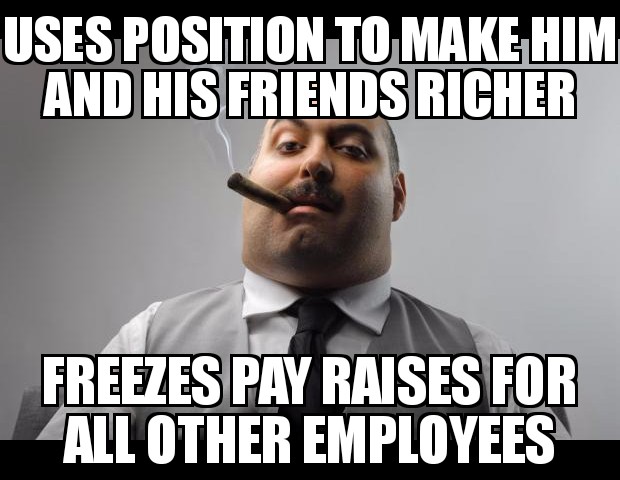 USES POSITION TO MAKE HIM
AND HIS FRIENDS RICHER
FREEZES PAY RAISES FOR
ALL OTHER EMPLOYEES